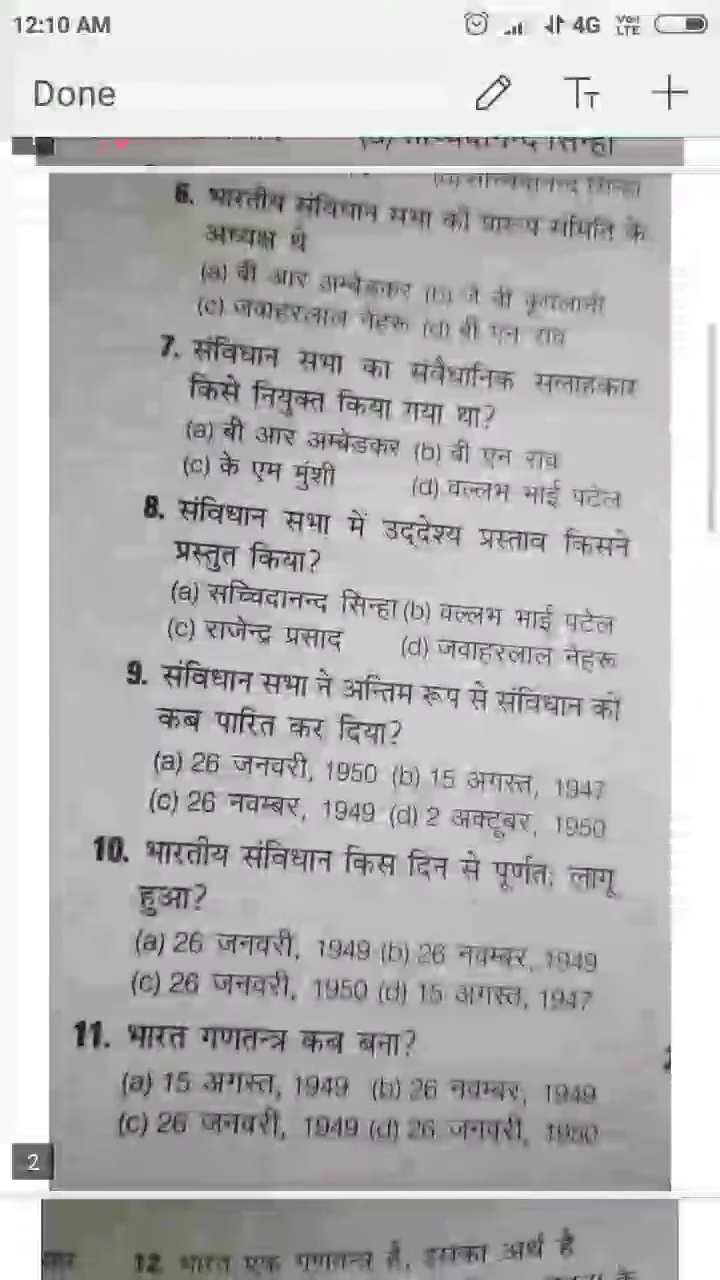 12:10 AM
4G VoLTE
Done
(d) सच्चिदानन्द सिन्हा
(d) सच्चिदानन्द सिन्हा
6. भारतीय संविधान सभा की प्रारूप समिति के
अध्यक्ष थे
(a) बी आर अम्बेडकर (b) जे बी कृपलानी
(c) जवाहरलाल नेहरू (d) बी एन राव
7. संविधान सभा का संवैधानिक सलाहकार
किसे नियुक्त किया गया था?
(a) बी आर अम्बेडकर (b) बी एन राव
(c) के एम मुंशी (d) वल्लभ भाई पटेल
8. संविधान सभा में उद्देश्य प्रस्ताव किसने
प्रस्तुत किया?
(a) सच्चिदानन्द सिन्हा (b) वल्लभ भाई पटेल
(c) राजेन्द्र प्रसाद (d) जवाहरलाल नेहरू
9. संविधान सभा ने अन्तिम रूप से संविधान को
कब पारित कर दिया?
(a) 26 जनवरी, 1950 (b) 15 अगस्त, 1947
(c) 26 नवम्बर, 1949 (d) 2 अक्टूबर, 1950
10. भारतीय संविधान किस दिन से पूर्णतः लागू
हुआ?
(a) 26 जनवरी, 1949 (b) 26 नवम्बर, 1949
(c) 26 जनवरी, 1950 (d) 15 अगस्त, 1947
11. भारत गणतन्त्र कब बना?
(a) 15 अगस्त, 1949 (b) 26 नवम्बर, 1949
(c) 26 जनवरी, 1949 (d) 26 जनवरी, 1950
2
12 भारत एक गणतन्त्र है, इसका अर्थ है